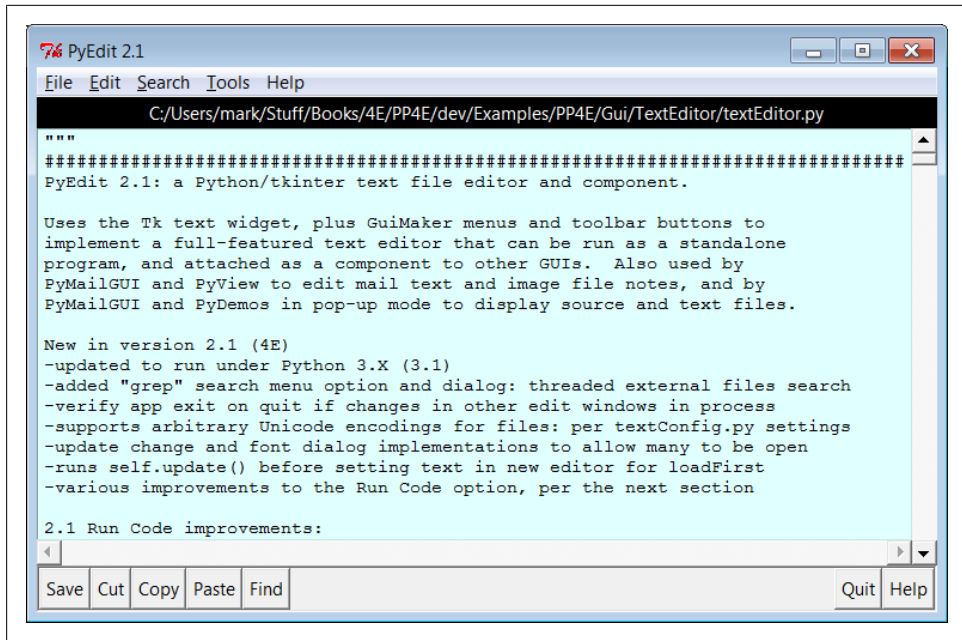 PyEdit 2.1
File Edit Search Tools Help
C:/Users/mark/Stuff/Books/4E/PP4E/dev/Examples/PP4E/Gui/TextEditor/textEditor.py
"""
################################################################################
PyEdit 2.1: a Python/tkinter text file editor and component.
Uses the Tk text widget, plus GuiMaker menus and toolbar buttons to
implement a full-featured text editor that can be run as a standalone
program, and attached as a component to other GUIs.  Also used by
PyMailGUI and PyView to edit mail text and image file notes, and by
PyMailGUI and PyDemos in pop-up mode to display source and text files.
New in version 2.1 (4E)
-updated to run under Python 3.X (3.1)
-added "grep" search menu option and dialog: threaded external files search
-verify app exit on quit if changes in other edit windows in process
-supports arbitrary Unicode encodings for files: per textConfig.py settings
-update change and font dialog implementations to allow many to be open
-runs self.update() before setting text in new editor for loadFirst
-various improvements to the Run Code option, per the next section
2.1 Run Code improvements:
Save Cut Copy Paste Find Quit Help